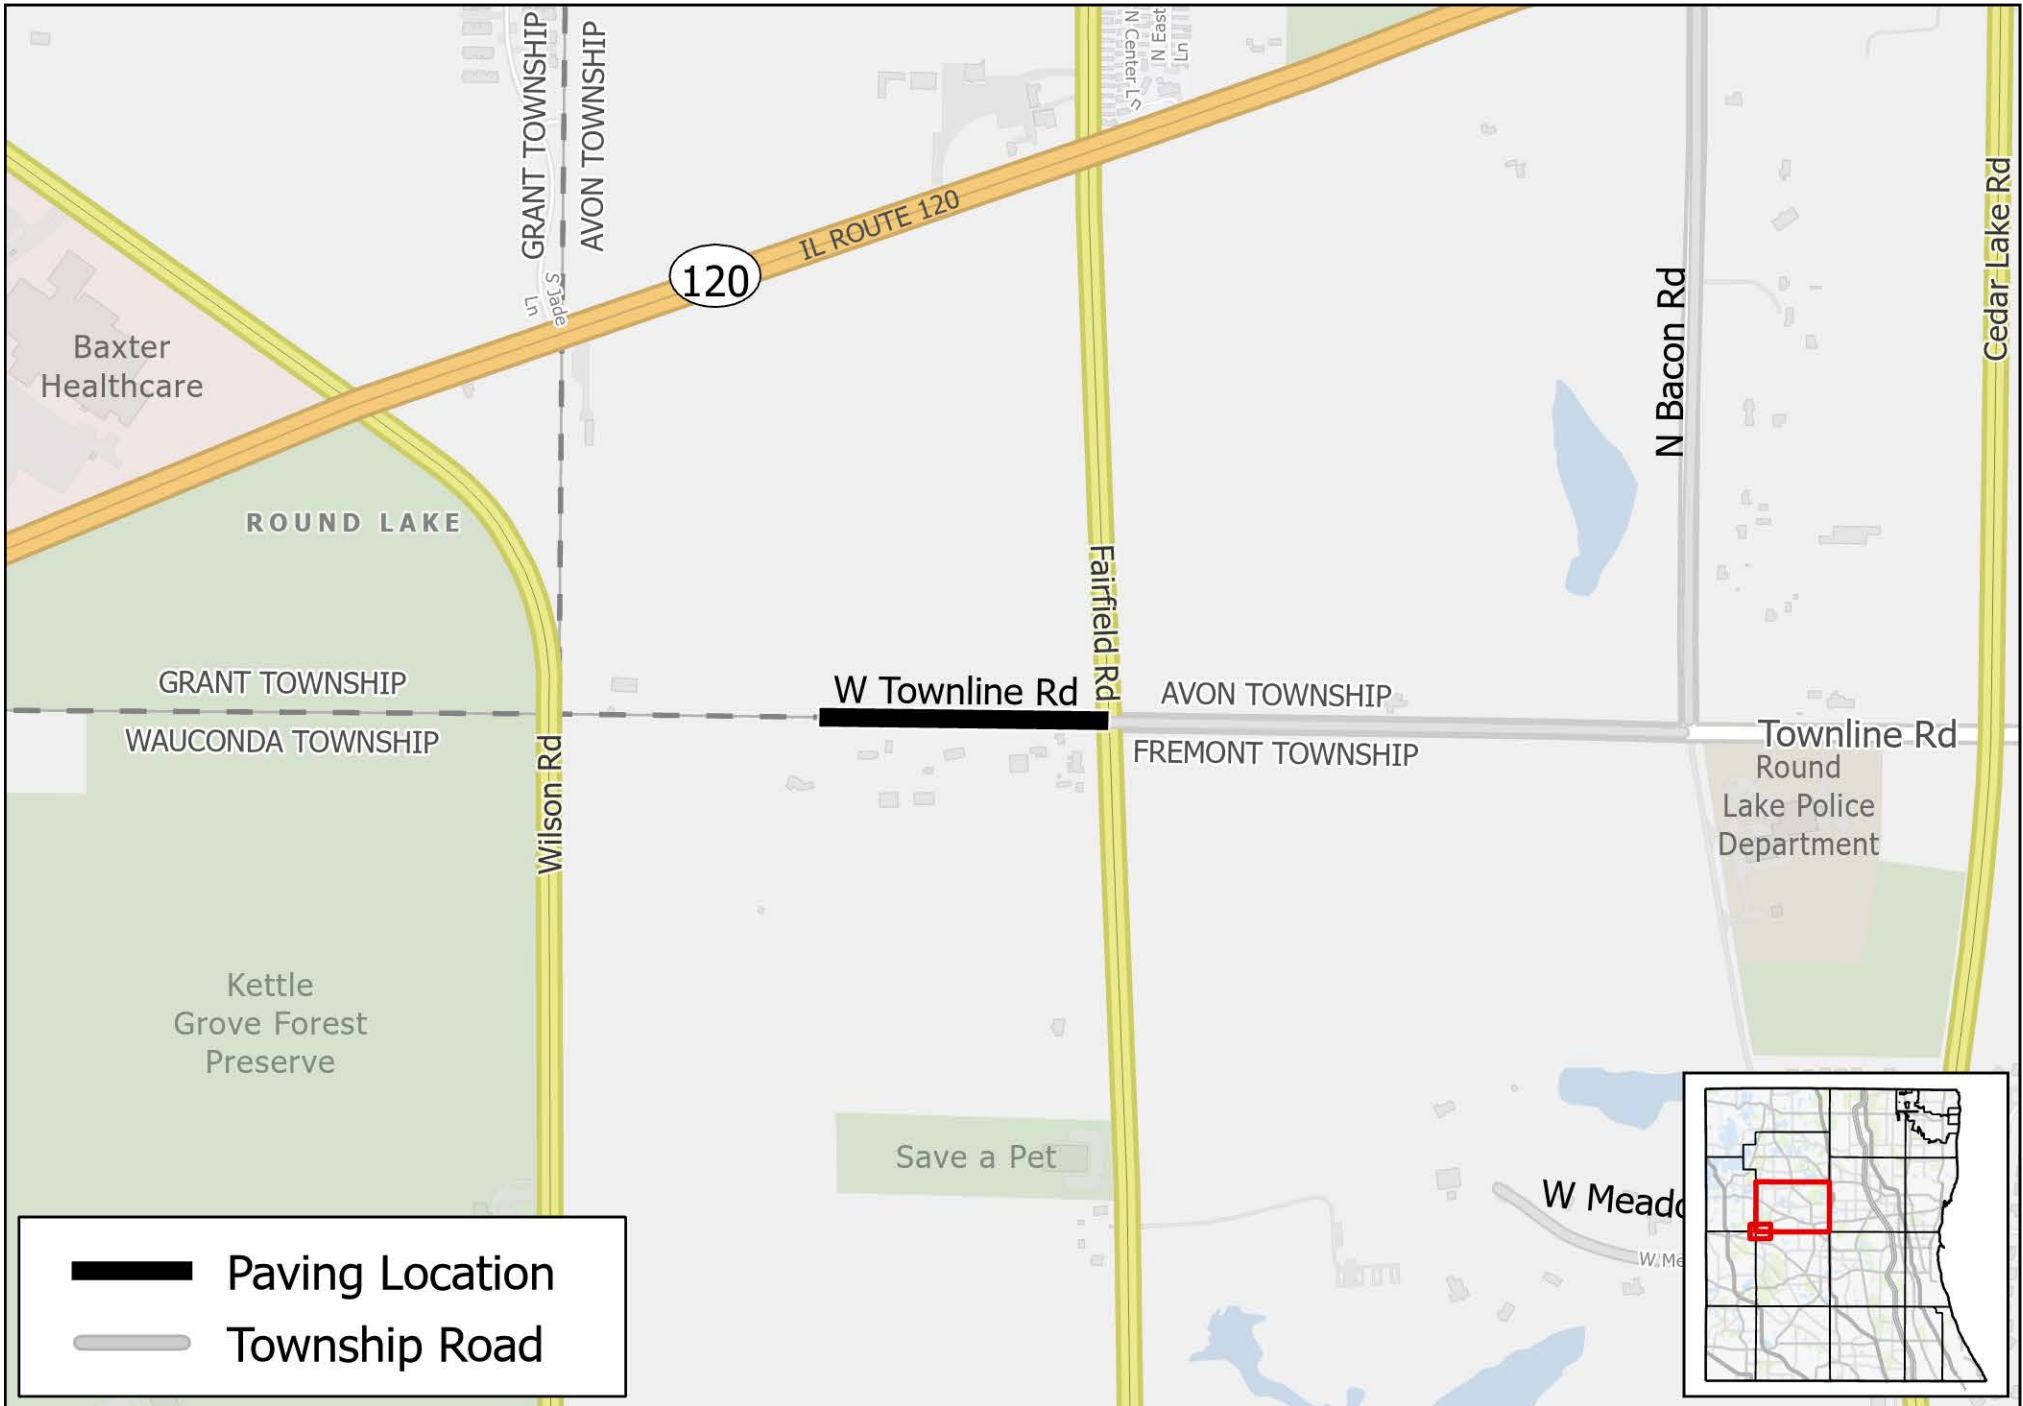 GRANT TOWNSHIP
AVON TOWNSHIP
N Center Ln
N East
Ln
IL ROUTE 120
120
S Jade
Ln
Baxter
Healthcare
ROUND LAKE
N Bacon Rd
Cedar Lake Rd
Fairfield Rd
GRANT TOWNSHIP
WAUCONDA TOWNSHIP
Wilson Rd
W Townline Rd
AVON TOWNSHIP
FREMONT TOWNSHIP
Townline Rd
Round
Lake Police
Department
Kettle
Grove Forest
Preserve
Save a Pet
W Meado
W Me
Paving Location
Township Road